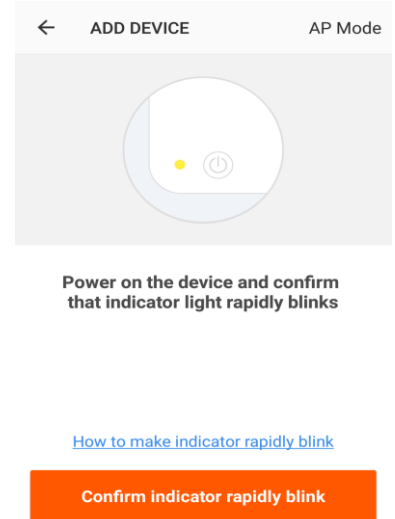 ADD DEVICE AP Mode
Power on the device and confirm
that indicator light rapidly blinks
How to make indicator rapidly blink
Confirm indicator rapidly blink